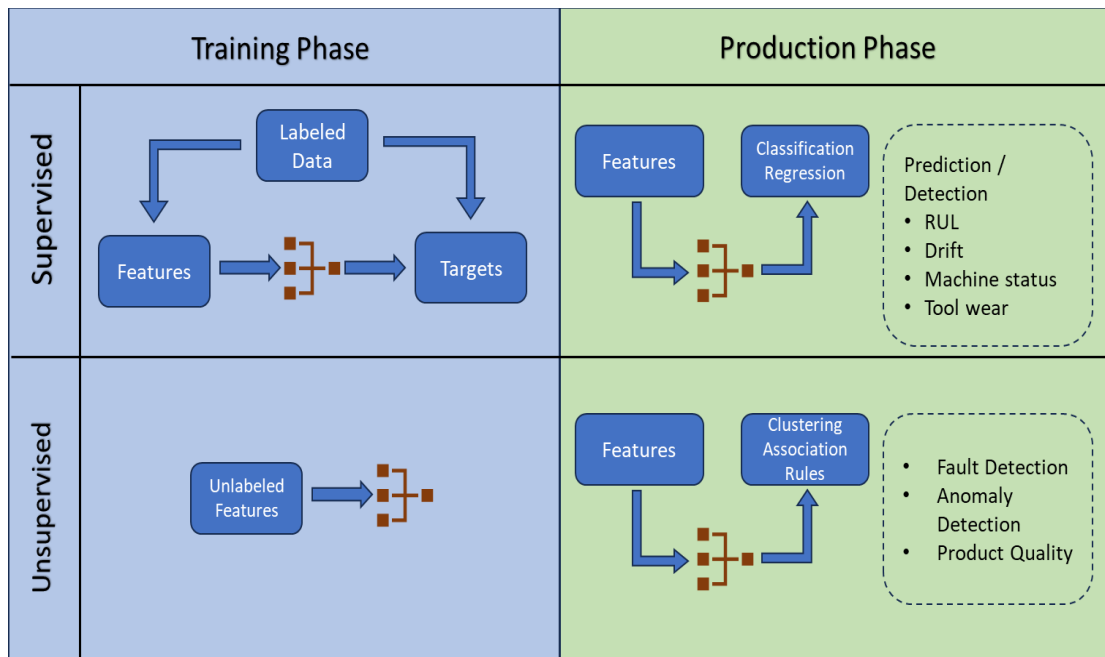 Training Phase
Production Phase
Supervised
Labeled
Data
Features
Targets
Features
Classification
Regression
Prediction /
Detection
• RUL
• Drift
• Machine status
• Tool wear
Unsupervised
Unlabeled
Features
Features
Clustering
Association
Rules
• Fault Detection
• Anomaly
Detection
• Product Quality